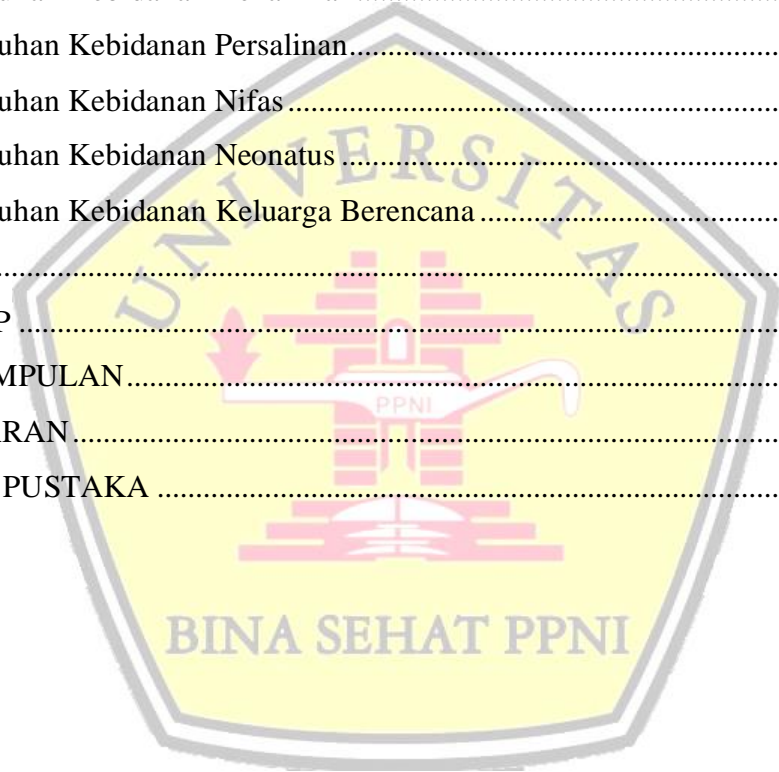 uhan Kebidanan Persalinan
uhan Kebidanan Nifas
uhan Kebidanan Neonatus
uhan Kebidanan Keluarga Berencana
P
MPULAN
RAN
PUSTAKA
UNIVERSITAS
PPNI
BINA SEHAT PPNI